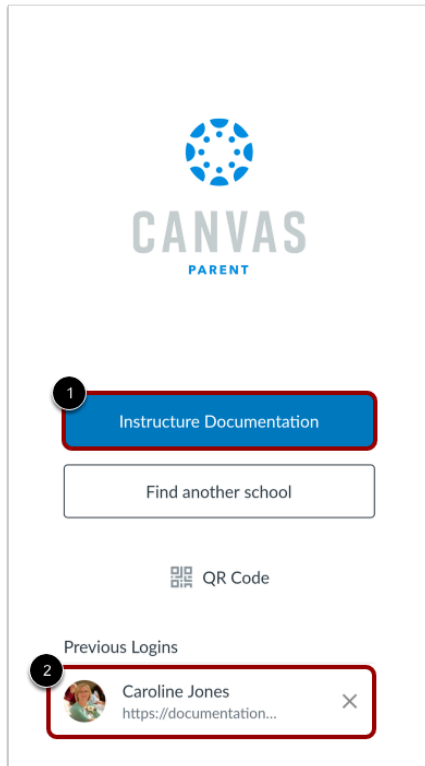 CANVAS
PARENT
1
Instructure Documentation
Find another school
QR Code
Previous Logins
2
Caroline Jones
https://documentation...